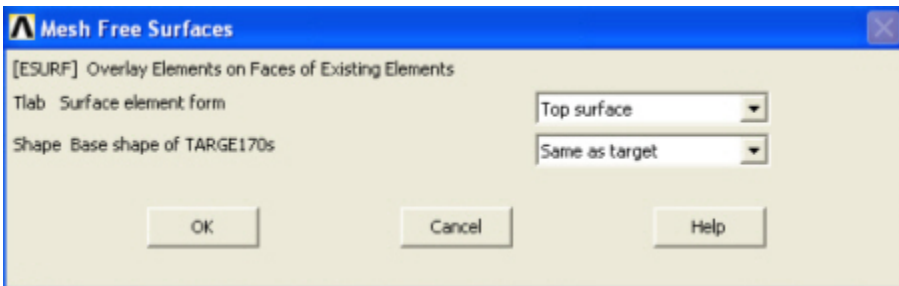 Mesh Free Surfaces
[ESURF] Overlay Elements on Faces of Existing Elements
Tlab Surface element form Top surface
Shape Base shape of TARGE170s Same as target
OK Cancel Help